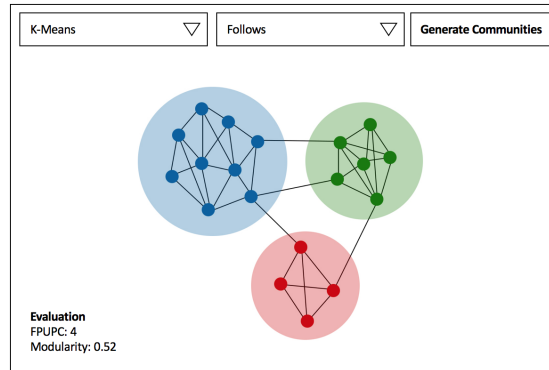 K-Means
Follows
Generate Communities
Evaluation
FPUPC: 4
Modularity: 0.52